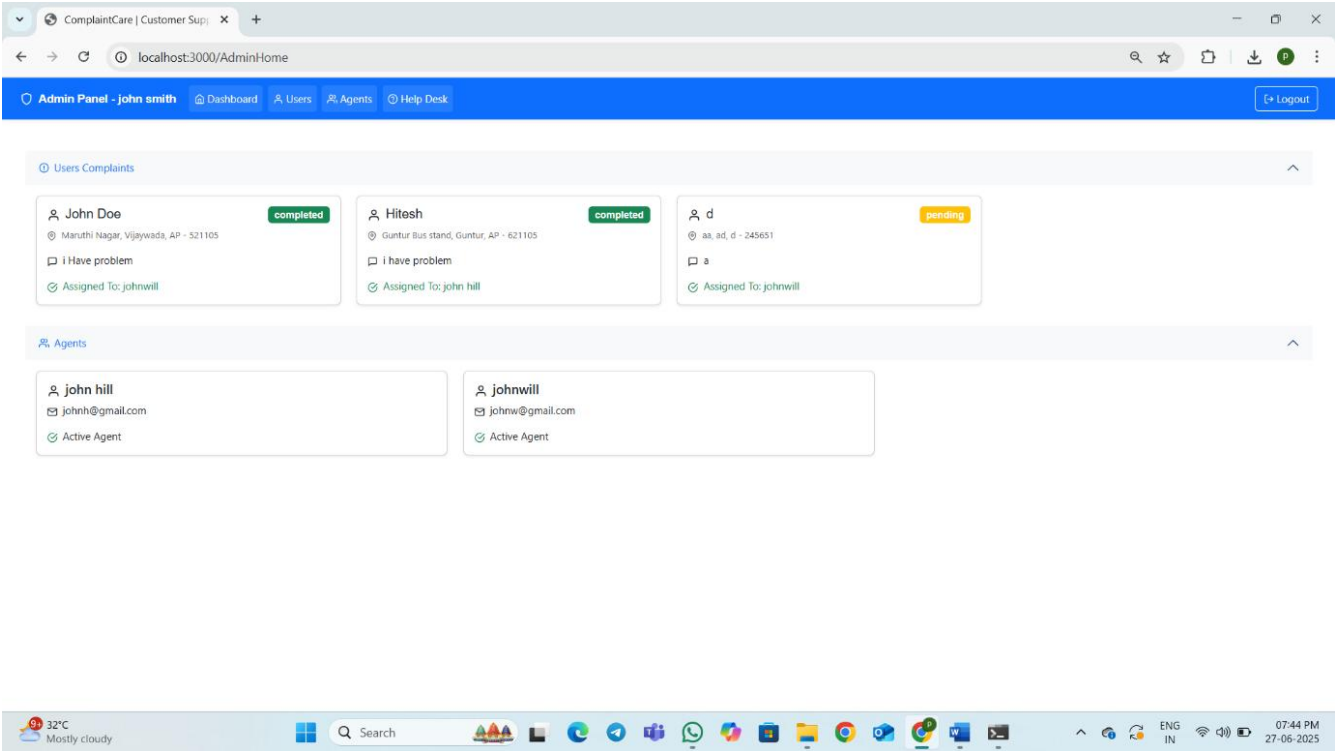 ComplaintCare | Customer Supp
localhost:3000/AdminHome
P
Admin Panel - john smith Dashboard Users Agents Help Desk Logout
Users Complaints
John Doe completed
Maruthi Nagar, Vijaywada, AP - 521105
i Have problem
Assigned To: johnwill
Hitesh completed
Guntur Bus stand, Guntur, AP - 621105
i have problem
Assigned To: john hill
d pending
aa, ad, d - 245651
a
Assigned To: johnwill
Agents
john hill
johnh@gmail.com
Active Agent
johnwill
johnw@gmail.com
Active Agent
9+ 32°C
Mostly cloudy
Search
ENG
IN
07:44 PM
27-06-2025